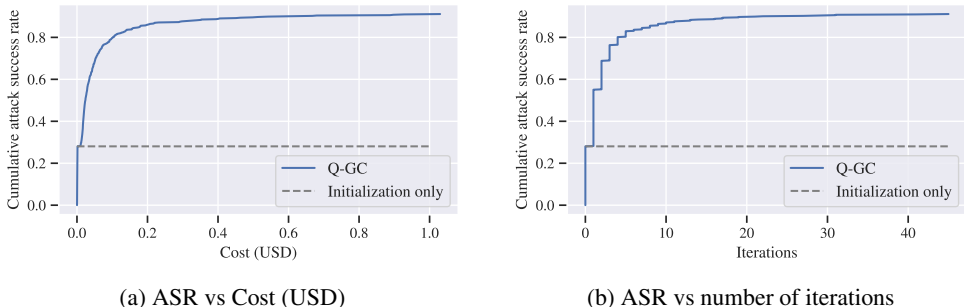 Cumulative attack success rate
0.8
0.6
0.4
0.2
0.0
Q-GC
Initialization only
0.0 0.2 0.4 0.6 0.8 1.0
Cost (USD)
(a) ASR vs Cost (USD)
Cumulative attack success rate
0.8
0.6
0.4
0.2
0.0
Q-GC
Initialization only
0 10 20 30 40
Iterations
(b) ASR vs number of iterations